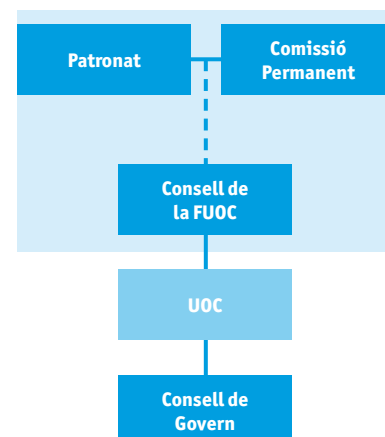 Patronat
Comissió
Permanent
Consell de
la FUOC
UOC
Consell de
Govern